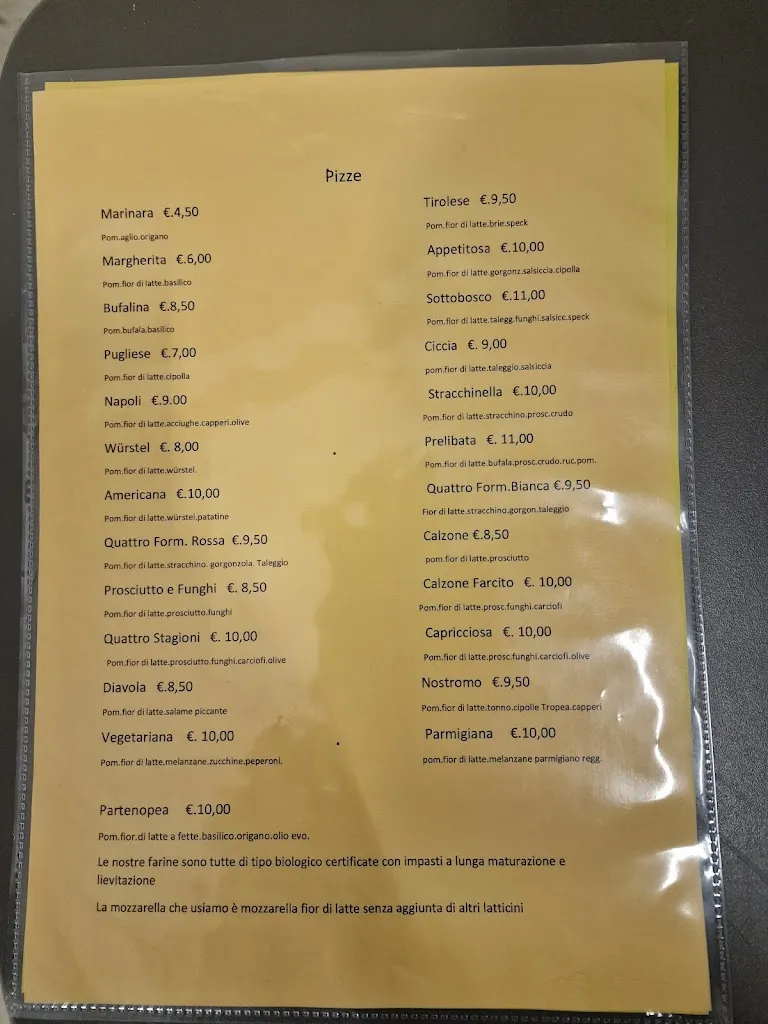 Pizze
Marinara €.4,50
Pom.aglio.origano
Margherita €.6,00
Pom.fior di latte.basilico
Bufalina €.8,50
Pom.bufala.basilico
Pugliese €.7,00
Pom.fior di latte.cipolla
Napoli €.9.00
Pom.fior di latte.acciughe.capperi.olive
Würstel €. 8,00
Pom.fior di latte.würstel.
Americana €.10,00
Pom.fior di latte.würstel.patatine
Quattro Form. Rossa €.9,50
Pom.fior di latte.stracchino. gorgonzola. Taleggio
Prosciutto e Funghi €. 8,50
Pom.fior di latte.prosciutto.funghi
Quattro Stagioni €. 10,00
Pom.fior di latte.prosciutto.funghi.carciofi.olive
Diavola €.8,50
Pom.fior di latte.salame piccante
Vegetariana €. 10,00
Pom.fior di latte.melanzane.zucchine.peperoni.
Partenopea €.10,00
Pom.fior.di latte a fette.basilico.origano.olio evo.
Tirolese €.9,50
Pom.fior di latte.brie.speck
Appetitosa €.10,00
Pom.fior di latte.gorgonz.salsiccia.cipolla
Sottobosco €.11,00
Pom.fior di latte.talegg.funghi.salsicc.speck
Ciccia €. 9,00
pom.fior di latte.taleggio.salsiccia
Stracchinella €.10,00
Pom.fior di latte.stracchino.prosc.crudo
Prelibata €. 11,00
Pom.fior di latte.bufala.prosc.crudo.ruc.pom.
Quattro Form.Bianca €.9,50
Fior di latte.stracchino.gorgon.taleggio
Calzone €.8,50
pom.fior di latte.prosciutto
Calzone Farcito €. 10,00
Pom.fior di latte.prosc.funghi.carciofi
Capricciosa €. 10,00
Pom.fior di latte.prosc.funghi.carciofi.olive
Nostromo €.9,50
Pom.fior di latte.tonno.cipolle Tropea.capperi
Parmigiana €.10,00
pom.fior di latte.melanzane parmigiano regg.
Le nostre farine sono tutte di tipo biologico certificate con impasti a lunga maturazione e
lievitazione
La mozzarella che usiamo è mozzarella fior di latte senza aggiunta di altri latticini